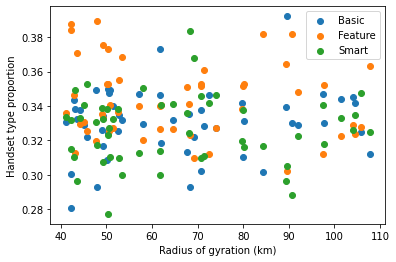 Basic
Feature
Smart
Handset type proportion
0.38
0.36
0.34
0.32
0.30
0.28
40 50 60 70 80 90 100 110
Radius of gyration (km)